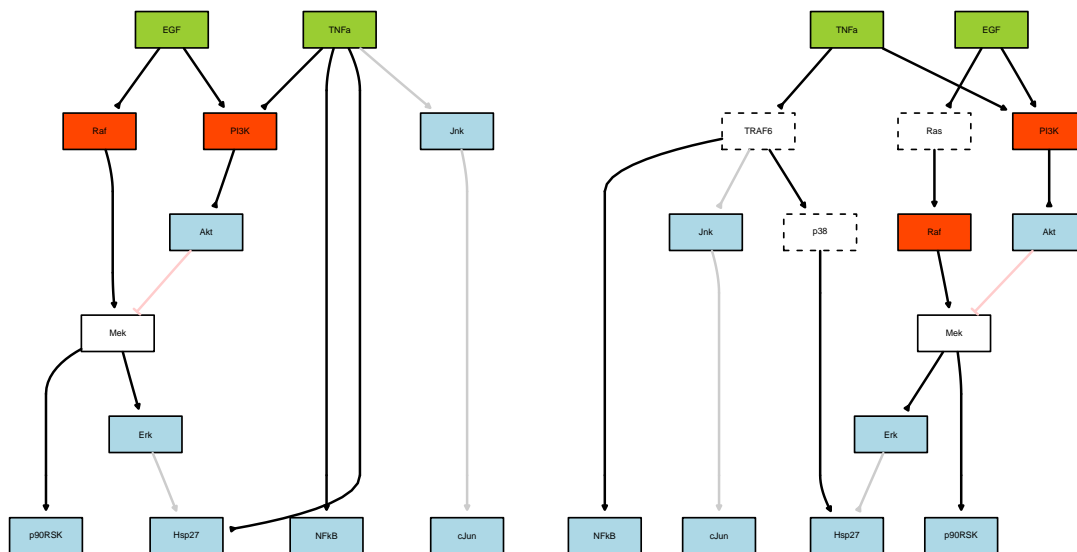 EGF
TNFa
Raf
PI3K
Jnk
Akt
Mek
Erk
p90RSK
Hsp27
NFkB
cJun
TNFa
EGF
TRAF6
Ras
PI3K
Jnk
p38
Raf
Akt
Mek
Erk
NFkB
cJun
Hsp27
p90RSK